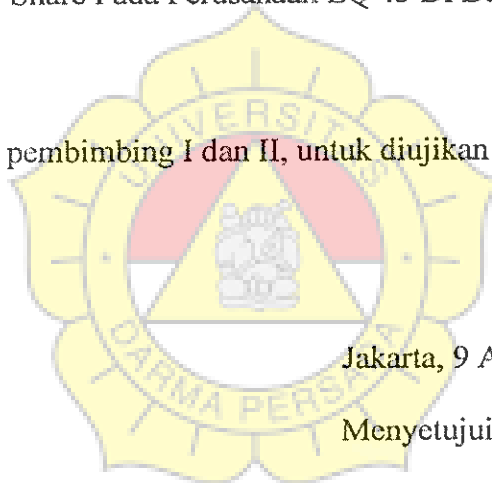 Share Pada Perusahaan LQ 45 Di B
pembimbing I dan II, untuk diujikan
UNIVERSITAS
DARMA PERSADA
Jakarta, 9 A
Menyetujui